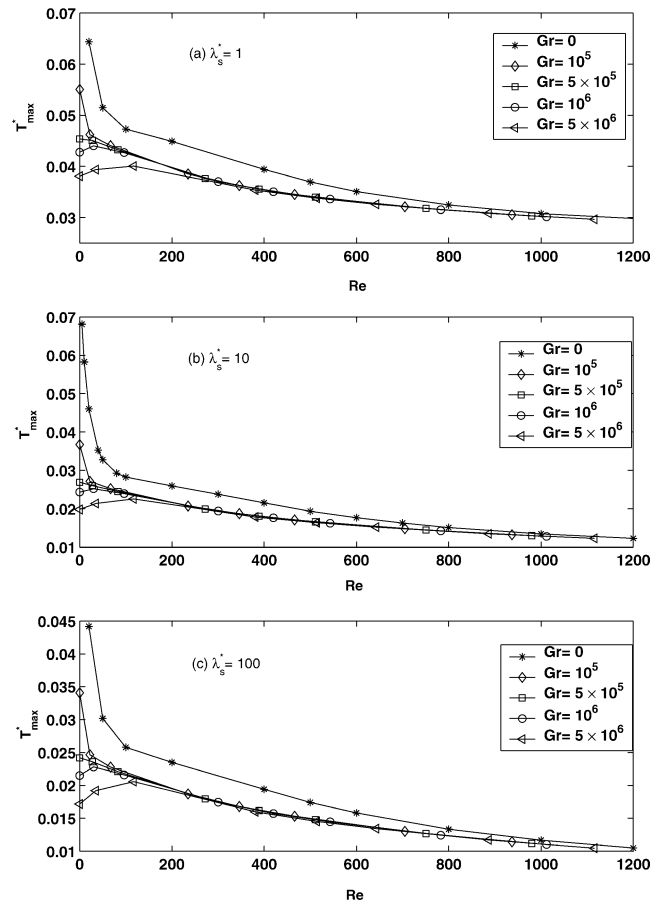 0.07
0.06
0.05
0.04
0.03
T*max
(a) λ*s = 1
Gr= 0
Gr= 10^5
Gr= 5 × 10^5
Gr= 10^6
Gr= 5 × 10^6
0 200 400 600 800 1000 1200
Re
0.07
0.06
0.05
0.04
0.03
0.02
0.01
T*max
(b) λ*s = 10
Gr= 0
Gr= 10^5
Gr= 5 × 10^5
Gr= 10^6
Gr= 5 × 10^6
0 200 400 600 800 1000 1200
Re
0.045
0.04
0.035
0.03
0.025
0.02
0.015
0.01
T*max
(c) λ*s = 100
Gr= 0
Gr= 10^5
Gr= 5 × 10^5
Gr= 10^6
Gr= 5 × 10^6
0 200 400 600 800 1000 1200
Re